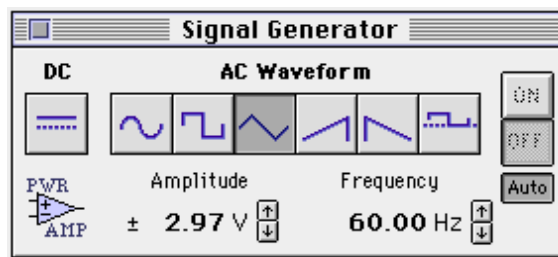 Signal Generator
DC
AC Waveform
ON
OFF
Auto
PWR
AMP
Amplitude
± 2.97 V
Frequency
60.00 Hz